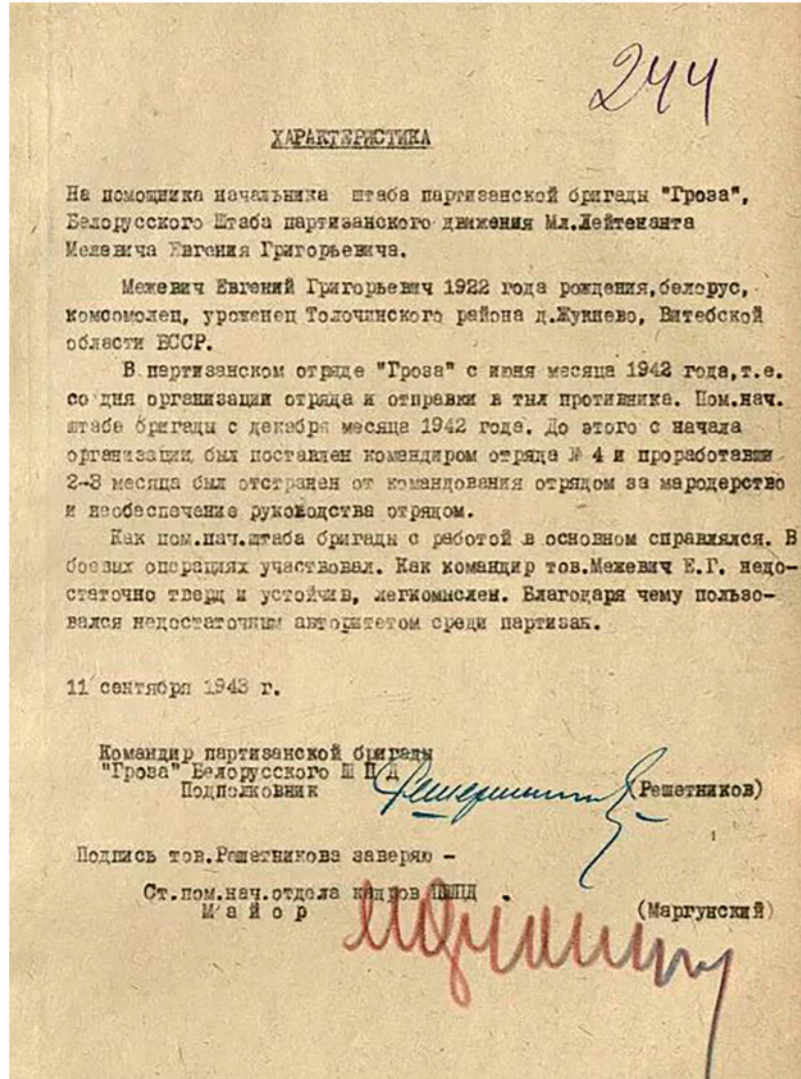 244
ХАРАКТЕРИСТИКА
На помощника начальника штаба партизанской бригады "Гроза",
Белорусского Штаба партизанского движения Мл.Лейтенанта
Межевича Евгения Григорьевича.
Межевич Евгений Григорьевич 1922 года рождения,белорус,
комсомолец, уроженец Толочинского района д.Жукнево, Витебской
области БССР.
В партизанском отряде "Гроза" с июня месяца 1942 года,т.е.
со дня организации отряда и отправки в тыл противника. Пом.нач.
штаба бригады с декабря месяца 1942 года. До этого с начала
организации был поставлен командиром отряда № 4 и проработавши
2-3 месяца был отстранен от командования отрядом за мародерство
и необеспечение руководства отрядом.
Как пом.нач.штаба бригады с работой в основном справлялся. В
боевых операциях участвовал. Как командир тов.Межевич Е.Г. недо-
статочно тверд и устойчив, легкомыслен. Благодаря чему пользо-
вался недостаточным авторитетом среди партизан.
11 сентября 1943 г.
Командир партизанской бригады
"Гроза" Белорусского Ш П Д
Подполковник (Решетников)
Подпись тов.Решетникова заверяю -
Ст.пом.нач.отдела кадров ЦШПД
М а й о р (Маргунский)